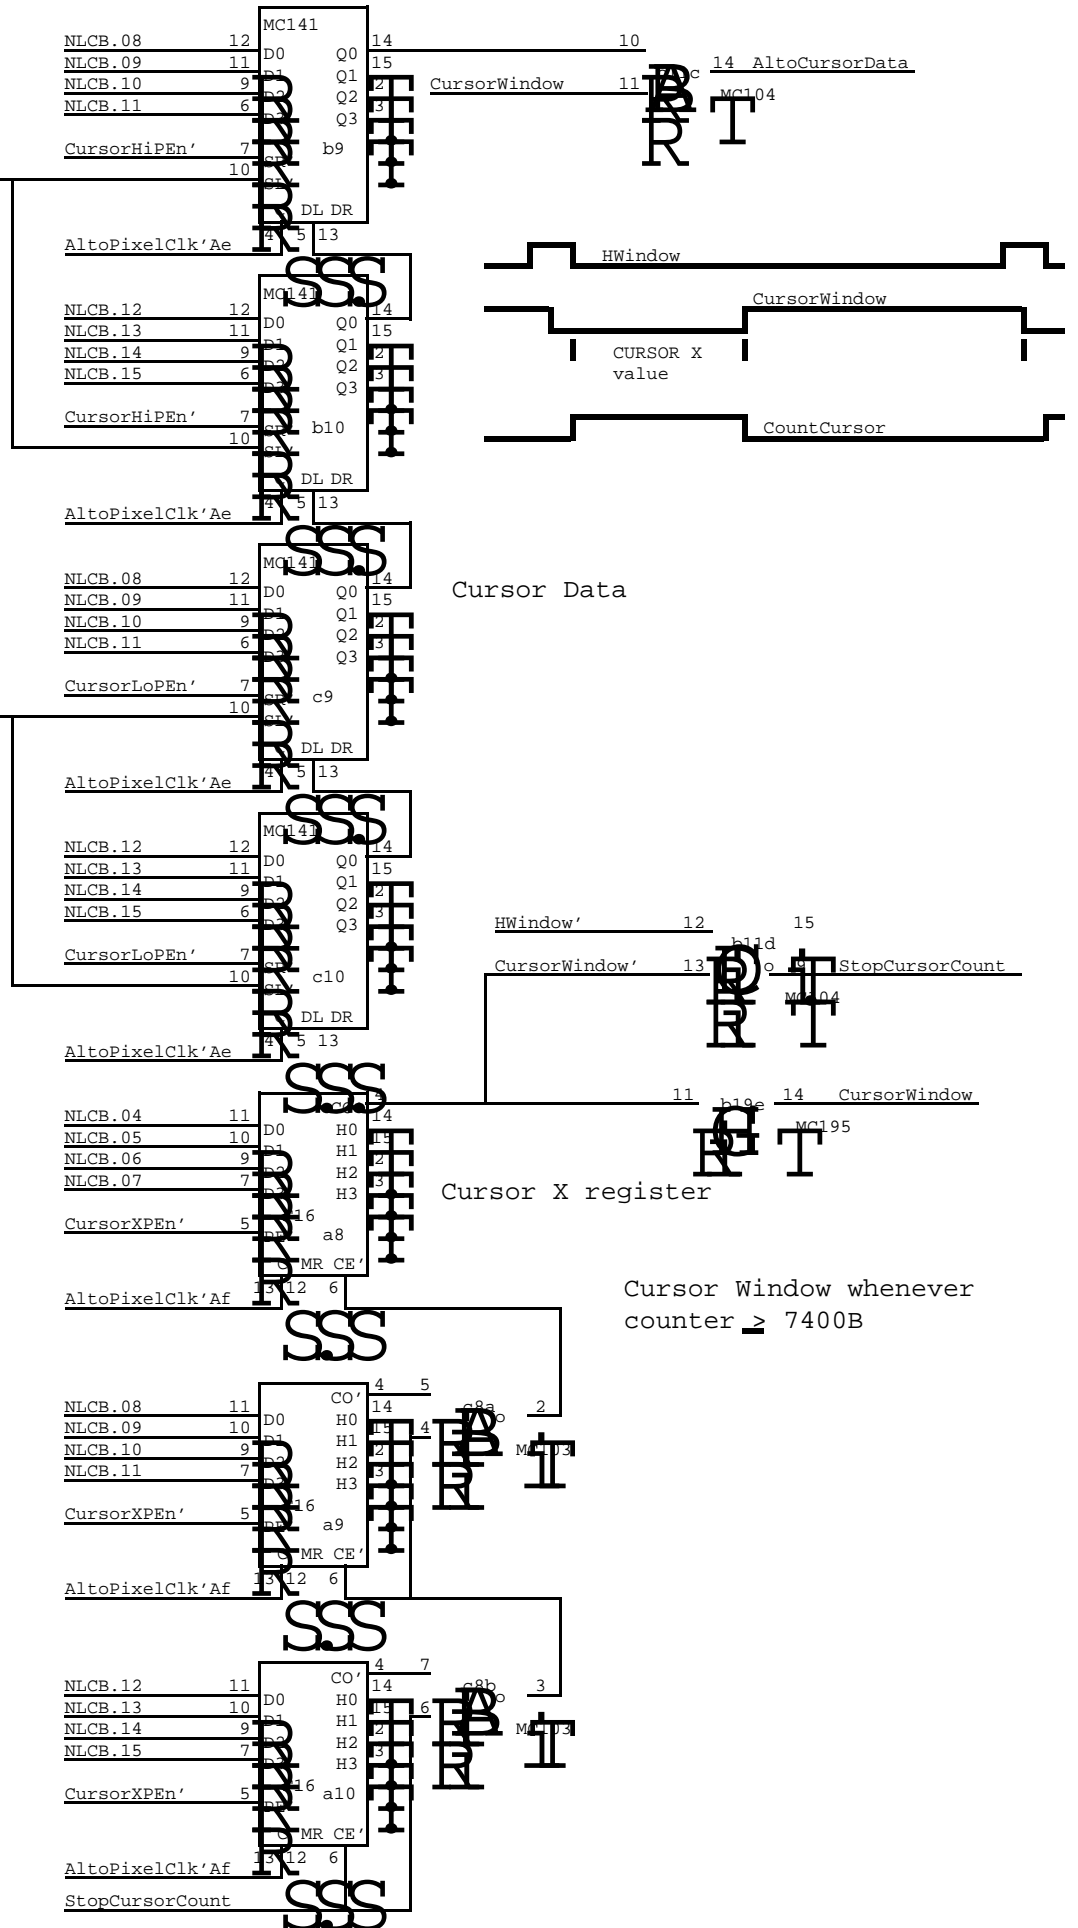 MC141
NLCB.08 12 D0 Q0 14 10
NLCB.09 11 D1 Q1 15
14 AltoCursorData
NLCB.10 9 D2 Q2 2 CursorWindow 11
MC104
NLCB.11 6 D3 Q3 3
CursorHiPEn' 7 b9
10
DL DR
AltoPixelClk'Ae 4 5 13
HWindow
MC141
CursorWindow
NLCB.12 12 D0 Q0 14
NLCB.13 11 D1 Q1 15
NLCB.14 9 D2 Q2 2
CURSOR X
value
NLCB.15 6 D3 Q3 3
CursorHiPEn' 7 b10
10
CountCursor
DL DR
AltoPixelClk'Ae 4 5 13
MC141
NLCB.08 12 D0 Q0 14
Cursor Data
NLCB.09 11 D1 Q1 15
NLCB.10 9 D2 Q2 2
NLCB.11 6 D3 Q3 3
CursorLoPEn' 7 c9
10
DL DR
AltoPixelClk'Ae 4 5 13
MC141
NLCB.12 12 D0 Q0 14
NLCB.13 11 D1 Q1 15
NLCB.14 9 D2 Q2 2
NLCB.15 6 D3 Q3 3
HWindow' 12 15
b11d
CursorLoPEn' 7 c10
CursorWindow' 13 9 StopCursorCount
10
MC104
DL DR
AltoPixelClk'Ae 4 5 13
4
11 14 CursorWindow
b19e
MC195
NLCB.04 11 D0 H0 14
NLCB.05 10 D1 H1 15
NLCB.06 9 D2 H2 2
NLCB.07 7 D3 H3 3
Cursor X register
CursorXPEn' 5 a8
MR CE'
AltoPixelClk'Af 13 12 6
Cursor Window whenever
counter > 7400B
CO' 4 5
c8a 2
NLCB.08 11 D0 H0 14
NLCB.09 10 D1 H1 15 4
NLCB.10 9 D2 H2 2
MC103
NLCB.11 7 D3 H3 3
CursorXPEn' 5 a9
MR CE'
AltoPixelClk'Af 13 12 6
CO' 4 7
c8b 3
NLCB.12 11 D0 H0 14
NLCB.13 10 D1 H1 15 6
NLCB.14 9 D2 H2 2
MC103
NLCB.15 7 D3 H3 3
CursorXPEn' 5 a10
MR CE'
AltoPixelClk'Af 13 12 6
StopCursorCount